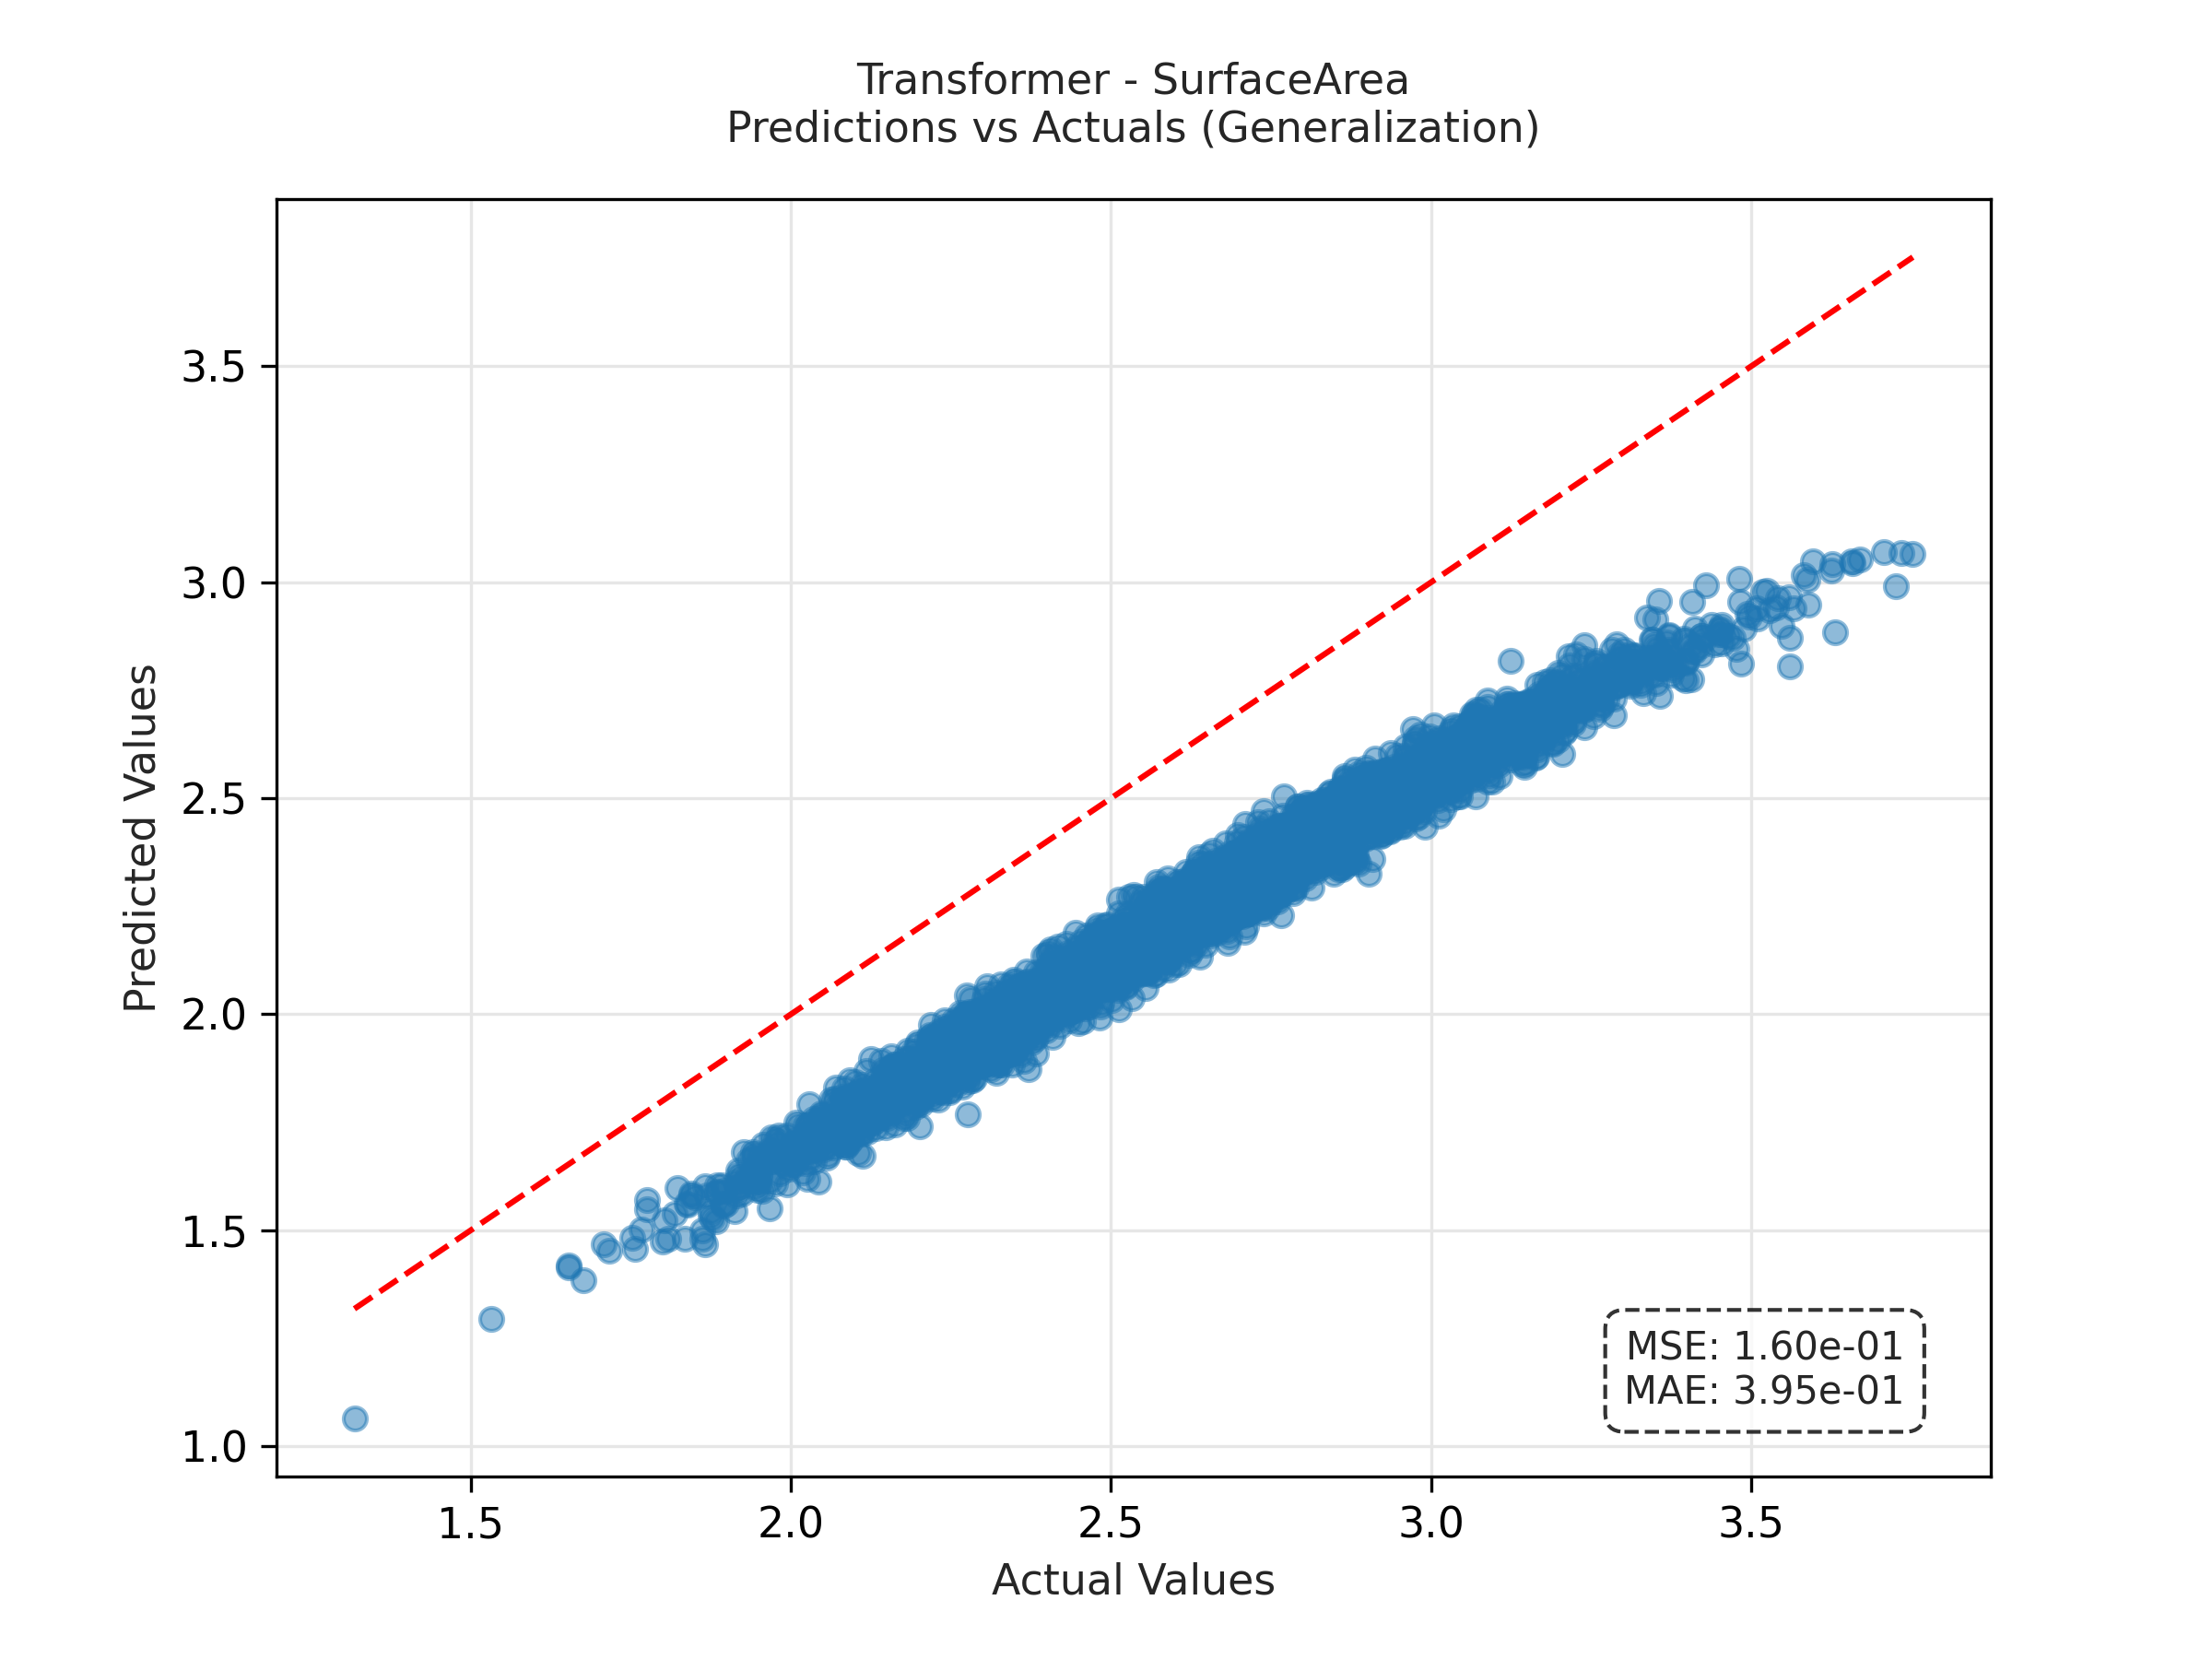 Transformer - SurfaceArea
Predictions vs Actuals (Generalization)
Predicted Values
3.5
3.0
2.5
2.0
1.5
1.0
MSE: 1.60e-01
MAE: 3.95e-01
1.5 2.0 2.5 3.0 3.5
Actual Values